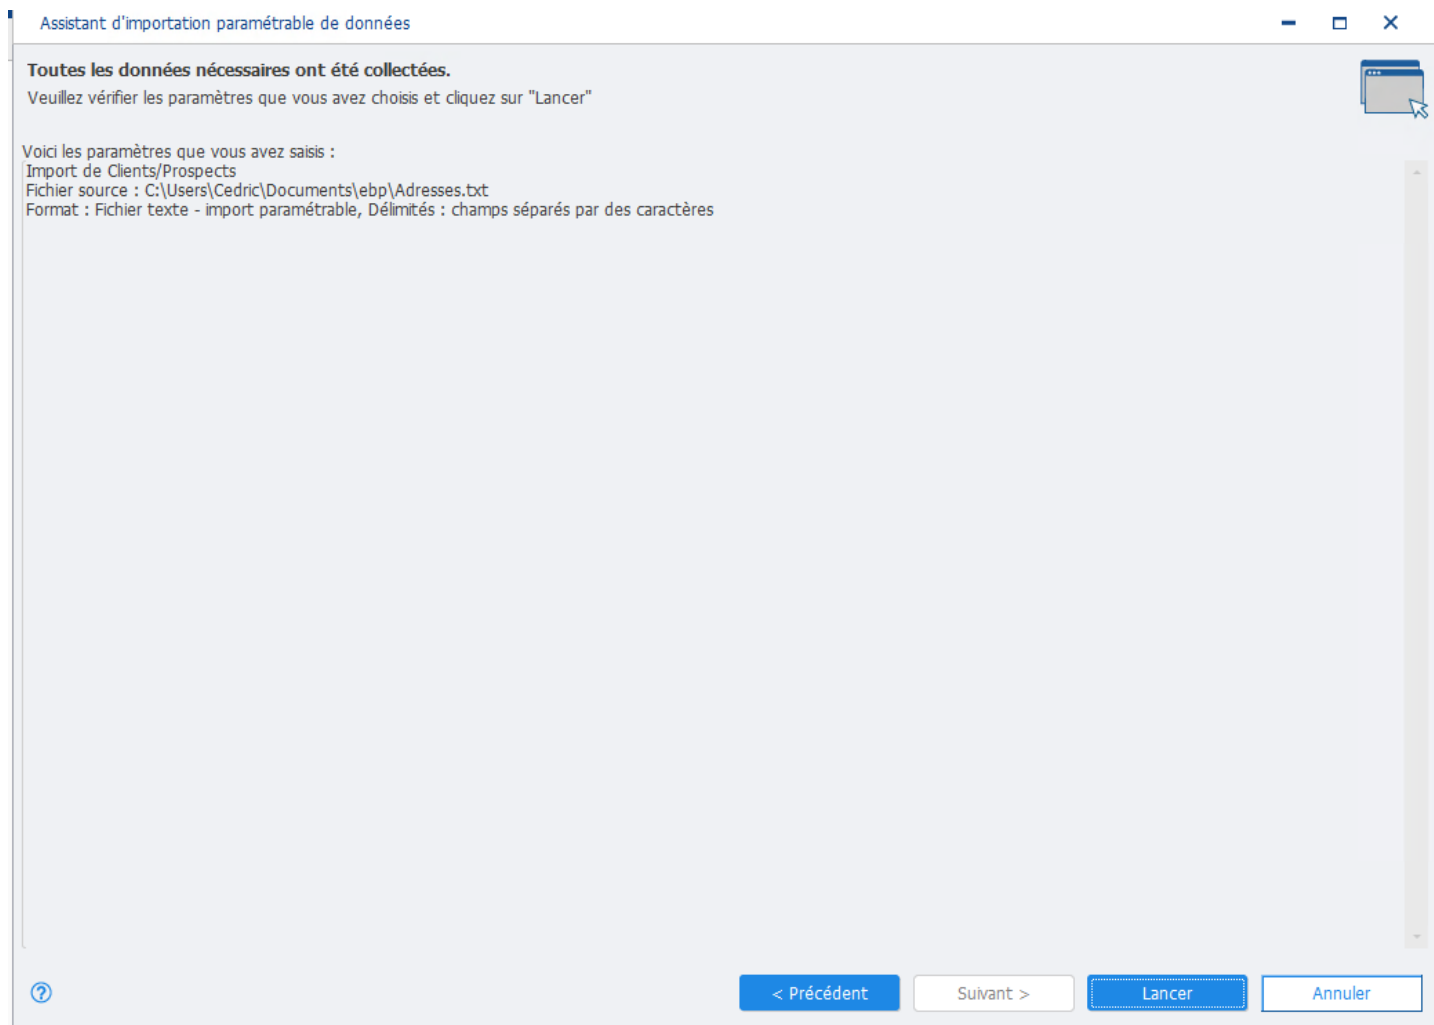 Assistant d'importation paramétrable de données
Toutes les données nécessaires ont été collectées.
Veuillez vérifier les paramètres que vous avez choisis et cliquez sur "Lancer"
Voici les paramètres que vous avez saisis :
Import de Clients/Prospects
Fichier source : C:\Users\Cedric\Documents\ebp\Adresses.txt
Format : Fichier texte - import paramétrable, Délimités : champs séparés par des caractères
? < Précédent Suivant > Lancer Annuler